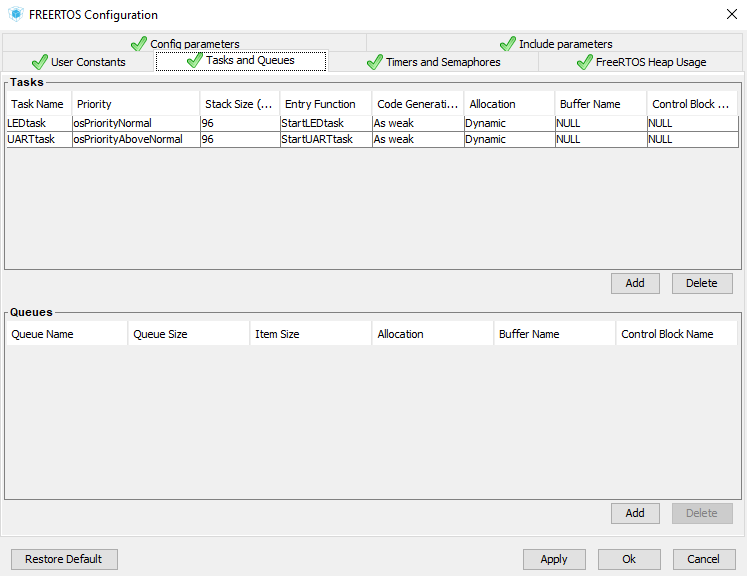 FREERTOS Configuration
Config parameters
Include parameters
User Constants
Tasks and Queues
Timers and Semaphores
FreeRTOS Heap Usage
Tasks
Task Name Priority Stack Size (... Entry Function Code Generati... Allocation Buffer Name Control Block ...
LEDtask osPriorityNormal 96 StartLEDtask As weak Dynamic NULL NULL
UARTtask osPriorityAboveNormal 96 StartUARTtask As weak Dynamic NULL NULL
Add Delete
Queues
Queue Name Queue Size Item Size Allocation Buffer Name Control Block Name
Add Delete
Restore Default Apply Ok Cancel